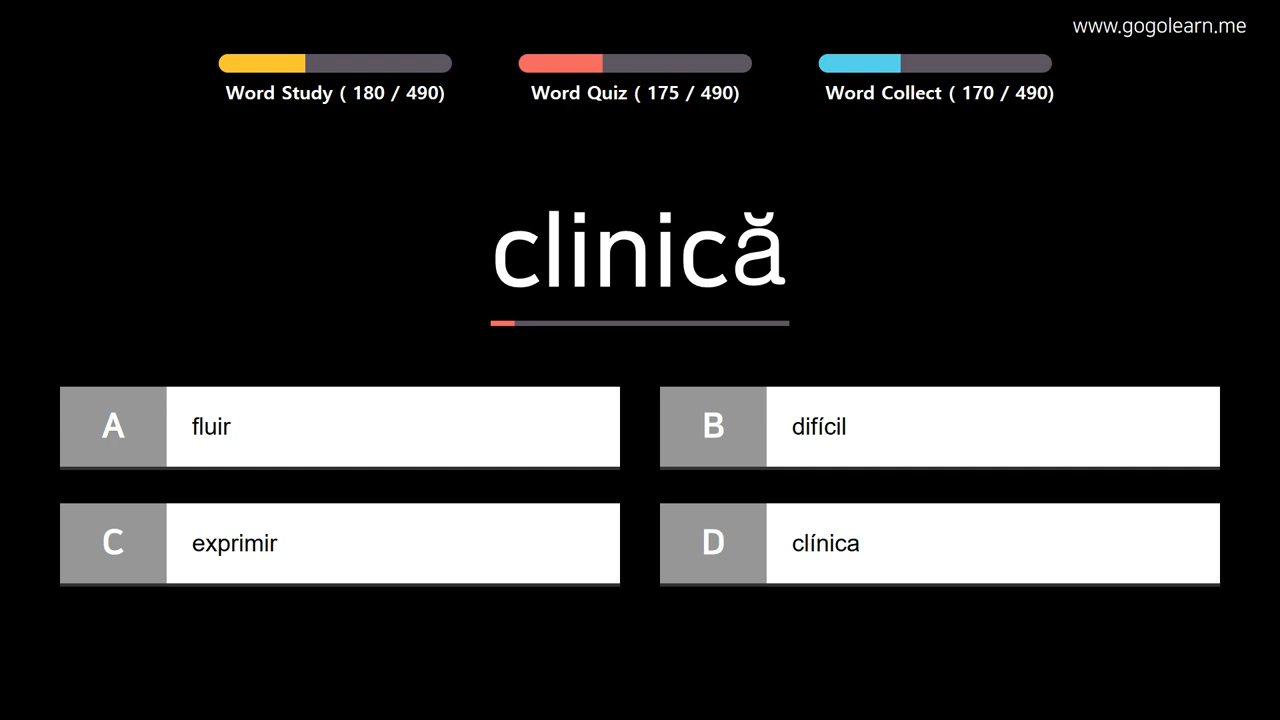 www.gogolearn.me
Word Study ( 180 / 490)
Word Quiz ( 175 / 490)
Word Collect ( 170 / 490)
clinică
A fluir
B difícil
C exprimir
D clínica